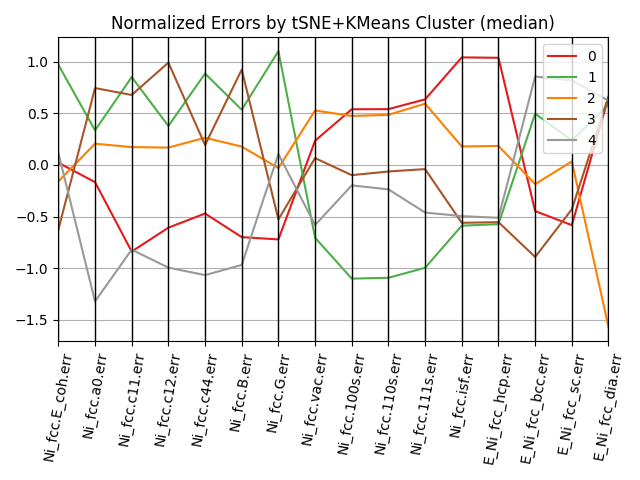 Normalized Errors by tSNE+KMeans Cluster (median)
1.0
0.5
0.0
−0.5
−1.0
−1.5
0
1
2
3
4
Ni_fcc.E_coh.err
Ni_fcc.a0.err
Ni_fcc.c11.err
Ni_fcc.c12.err
Ni_fcc.c44.err
Ni_fcc.B.err
Ni_fcc.G.err
Ni_fcc.vac.err
Ni_fcc.100s.err
Ni_fcc.110s.err
Ni_fcc.111s.err
Ni_fcc.isf.err
E_Ni_fcc_hcp.err
E_Ni_fcc_bcc.err
E_Ni_fcc_sc.err
E_Ni_fcc_dia.err